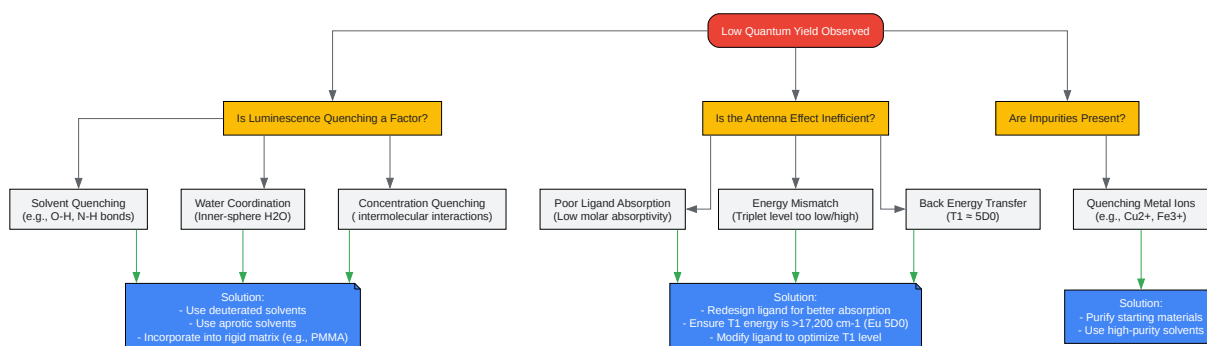 Low Quantum Yield Observed
Is Luminescence Quenching a Factor?
Is the Antenna Effect Inefficient?
Are Impurities Present?
Solvent Quenching
(e.g., O-H, N-H bonds)
Water Coordination
(Inner-sphere H2O)
Concentration Quenching
( intermolecular interactions)
Poor Ligand Absorption
(Low molar absorptivity)
Energy Mismatch
(Triplet level too low/high)
Back Energy Transfer
(T1 ≈ 5D0)
Quenching Metal Ions
(e.g., Cu2+, Fe3+)
Solution:
- Use deuterated solvents
- Use aprotic solvents
- Incorporate into rigid matrix (e.g., PMMA)
Solution:
- Redesign ligand for better absorption
- Ensure T1 energy is >17,200 cm-1 (Eu 5D0)
- Modify ligand to optimize T1 level
Solution:
- Purify starting materials
- Use high-purity solvents